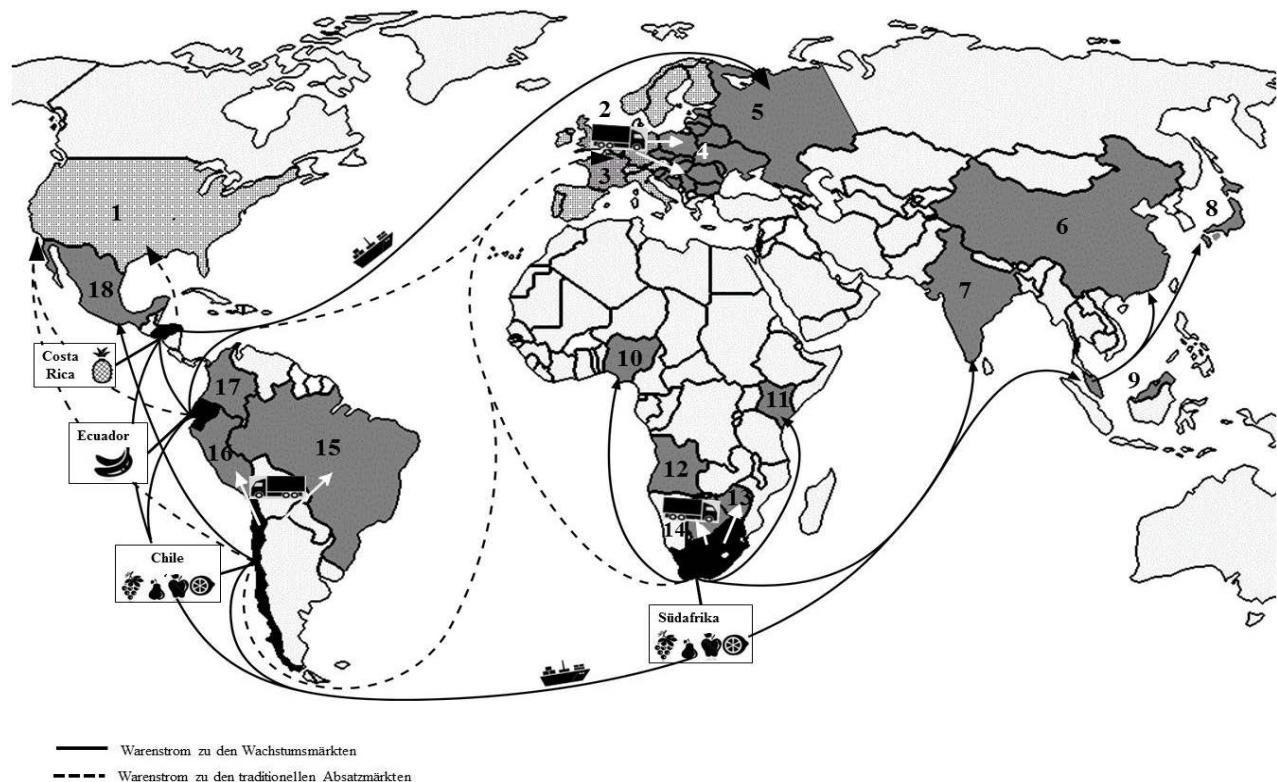 1
2
3
4
5
6
7
8
9
10
11
12
13
14
15
16
17
18
Costa
Rica
Ecuador
Chile
Südafrika
Warenstrom zu den Wachstumsmärkten
Warenstrom zu den traditionellen Absatzmärkten